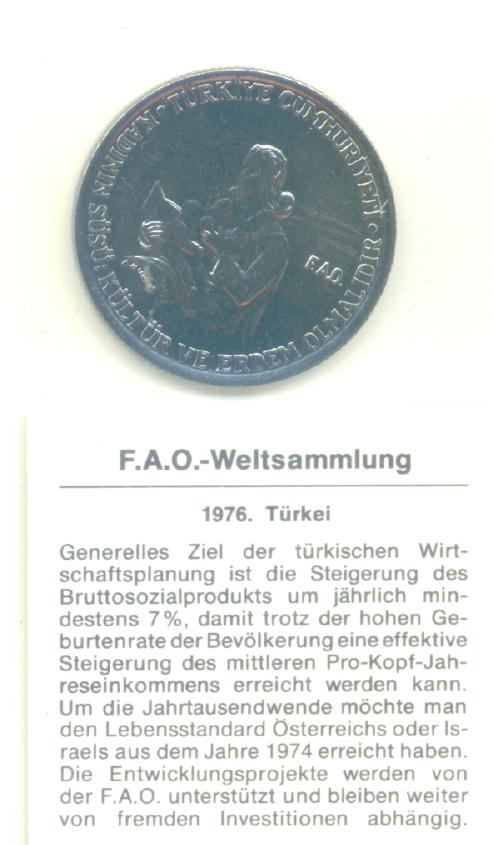 · TÜRKİYE CUMHURİYETİ ·
KADININ SÜSÜ: KÜLTÜR VE ERDEM OLMALIDIR
F.A.O.
F.A.O.-Weltsammlung
1976. Türkei
Generelles Ziel der türkischen Wirt-
schaftsplanung ist die Steigerung des
Bruttosozialprodukts um jährlich min-
destens 7%, damit trotz der hohen Ge-
burtenrate der Bevölkerung eine effektive
Steigerung des mittleren Pro-Kopf-Jah-
reseinkommens erreicht werden kann.
Um die Jahrtausendwende möchte man
den Lebensstandard Österreichs oder Is-
raels aus dem Jahre 1974 erreicht haben.
Die Entwicklungsprojekte werden von
der F.A.O. unterstützt und bleiben weiter
von fremden Investitionen abhängig.